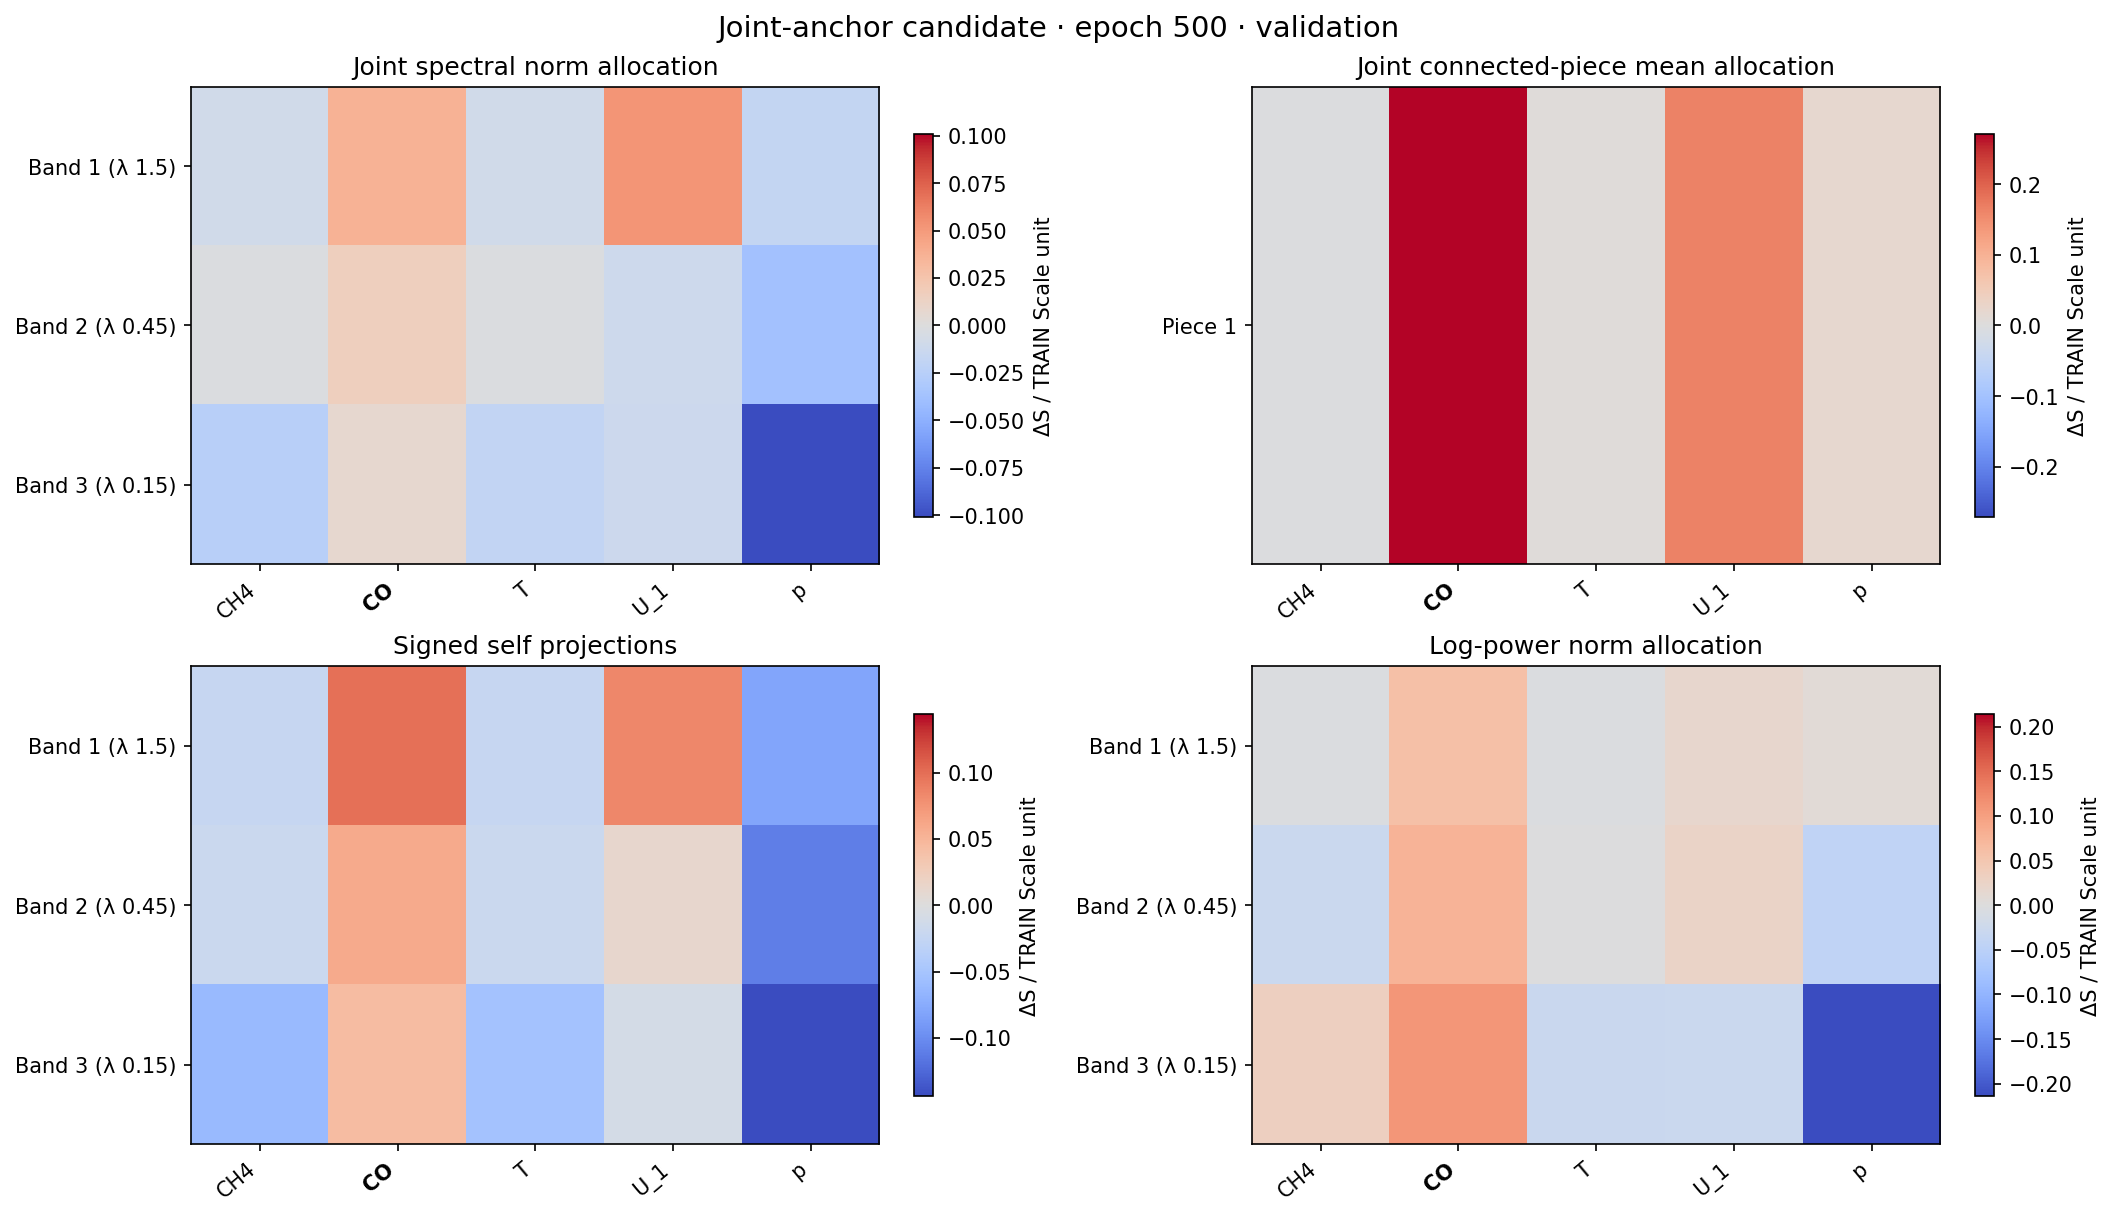 Joint-anchor candidate · epoch 500 · validation
Joint spectral norm allocation
Band 1 (λ 1.5)
Band 2 (λ 0.45)
Band 3 (λ 0.15)
CH4
CO
T
U_1
p
0.100
0.075
0.050
0.025
0.000
−0.025
−0.050
−0.075
−0.100
ΔS / TRAIN Scale unit
Joint connected-piece mean allocation
Piece 1
CH4
CO
T
U_1
p
0.2
0.1
0.0
−0.1
−0.2
ΔS / TRAIN Scale unit
Signed self projections
Band 1 (λ 1.5)
Band 2 (λ 0.45)
Band 3 (λ 0.15)
CH4
CO
T
U_1
p
0.10
0.05
0.00
−0.05
−0.10
ΔS / TRAIN Scale unit
Log-power norm allocation
Band 1 (λ 1.5)
Band 2 (λ 0.45)
Band 3 (λ 0.15)
CH4
CO
T
U_1
p
0.20
0.15
0.10
0.05
0.00
−0.05
−0.10
−0.15
−0.20
ΔS / TRAIN Scale unit